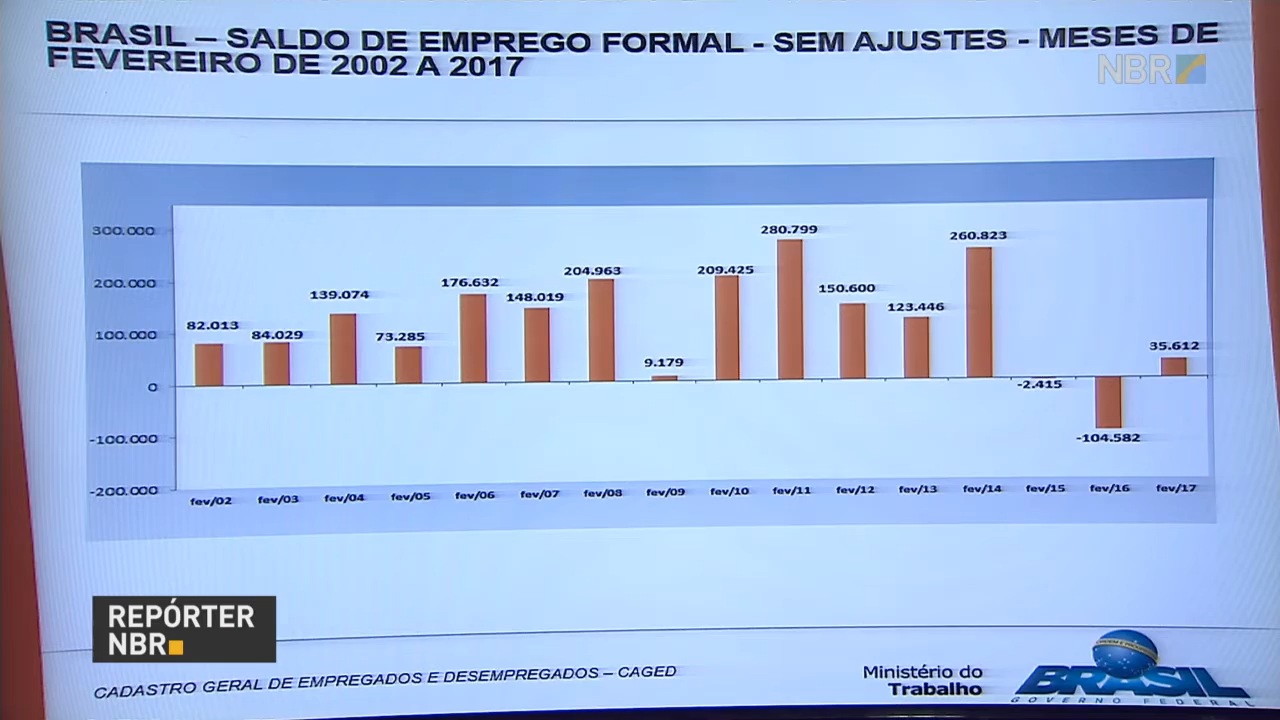 BRASIL – SALDO DE EMPREGO FORMAL - SEM AJUSTES - MESES DE
FEVEREIRO DE 2002 A 2017
NBR
300.000
200.000
100.000
0
-100.000
-200.000
82.013
84.029
139.074
73.285
176.632
148.019
204.963
9.179
209.425
280.799
150.600
123.446
260.823
-2.415
-104.582
35.612
fev/02 fev/03 fev/04 fev/05 fev/06 fev/07 fev/08 fev/09 fev/10 fev/11 fev/12 fev/13 fev/14 fev/15 fev/16 fev/17
REPÓRTER
NBR
CADASTRO GERAL DE EMPREGADOS E DESEMPREGADOS – CAGED
Ministério do
Trabalho
ORDEM E PROGRESSO
BRASIL
GOVERNO FEDERAL